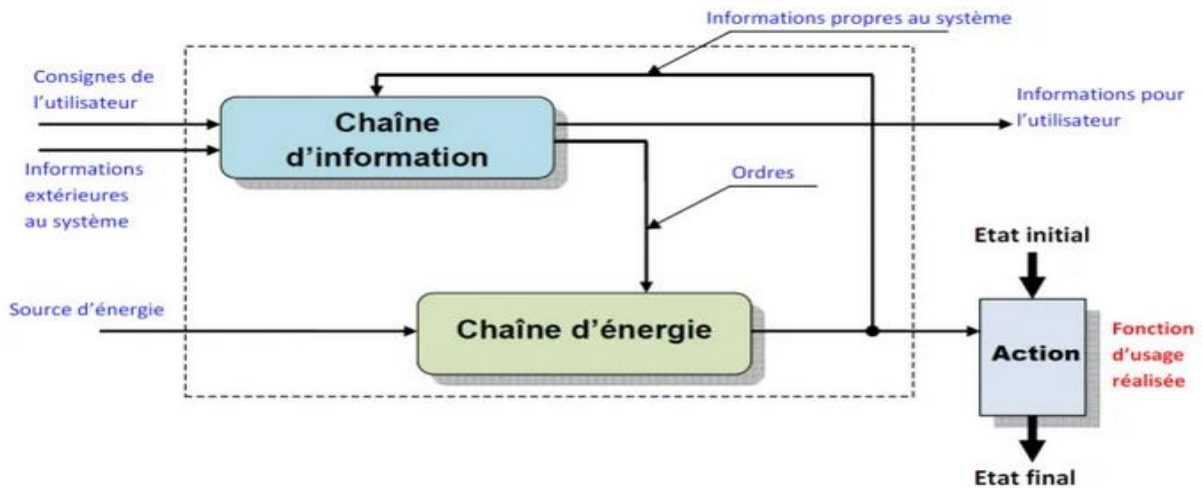 Informations propres au système
Consignes de
l'utilisateur
Chaîne
d'information
Informations pour
l'utilisateur
Informations
extérieures
au système
Ordres
Etat initial
Source d'énergie
Chaîne d'énergie
Action
Fonction
d'usage
réalisée
Etat final